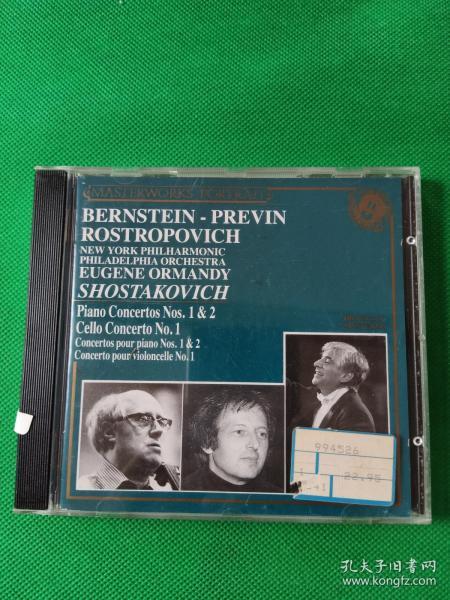 MASTERWORKS PORTRAIT
BERNSTEIN - PREVIN
ROSTROPOVICH
NEW YORK PHILHARMONIC
PHILADELPHIA ORCHESTRA
EUGENE ORMANDY
SHOSTAKOVICH
Piano Concertos Nos. 1 & 2
Cello Concerto No. 1
Concertos pour piano Nos. 1 & 2
Concerto pour violoncelle No. 1
994526
22.95
孔夫子旧书网
www.kongfz.com